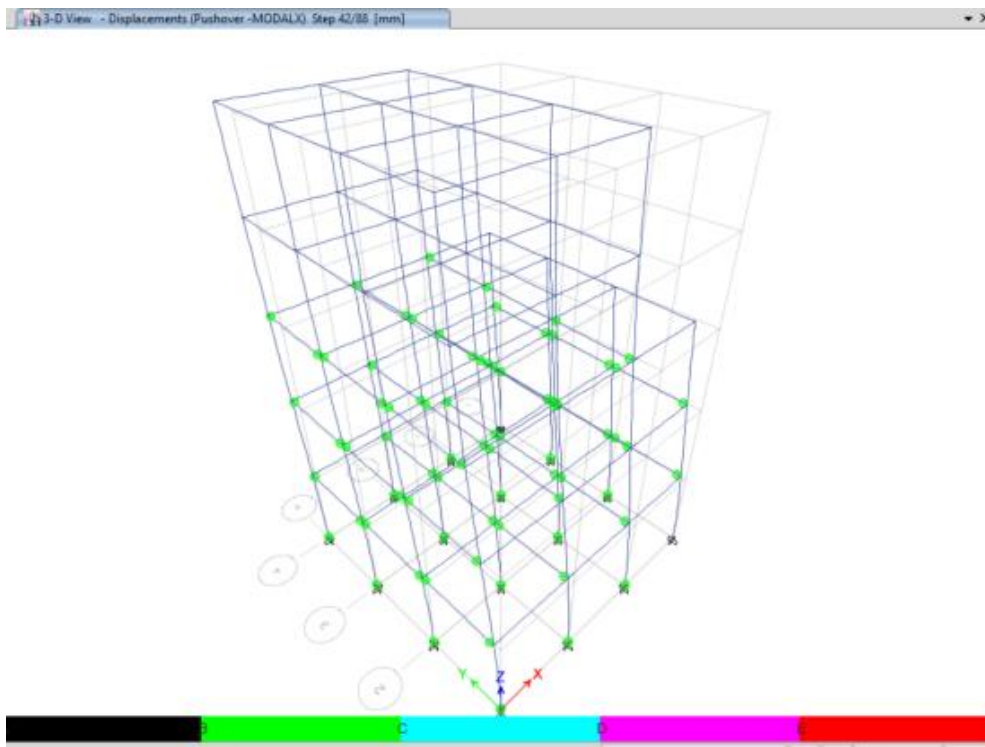 3-D View - Displacements (Pushover -MODALX) Step 42/88 [mm]
Y Z X
B C D E